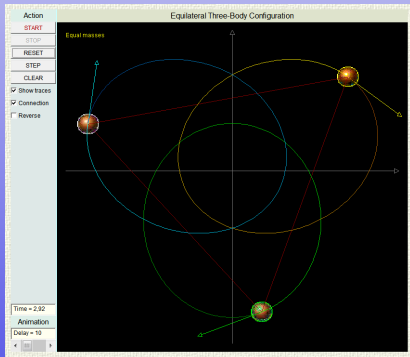 Action
Equilateral Three-Body Configuration
START
STOP
RESET
STEP
CLEAR
Show traces
Connection
Reverse
Equal masses
Time = 2,92
Animation
Delay = 10